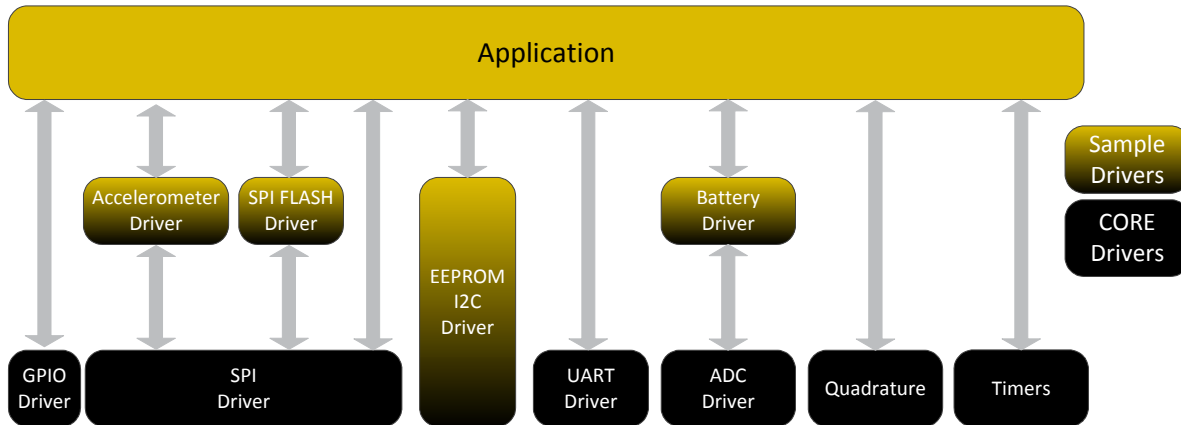 Application
Sample
Drivers
CORE
Drivers
Accelerometer
Driver
SPI FLASH
Driver
Battery
Driver
EEPROM
I2C
Driver
GPIO
Driver
SPI
Driver
UART
Driver
ADC
Driver
Quadrature
Timers